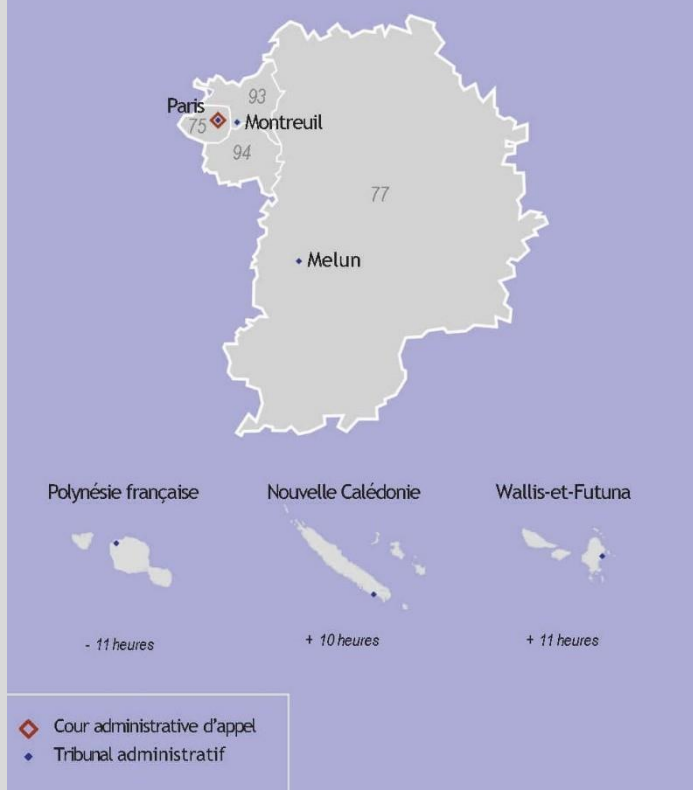 93
Paris
75
Montreuil
94
77
Melun
Polynésie française
Nouvelle Calédonie
Wallis-et-Futuna
- 11 heures
+ 10 heures
+ 11 heures
Cour administrative d'appel
Tribunal administratif